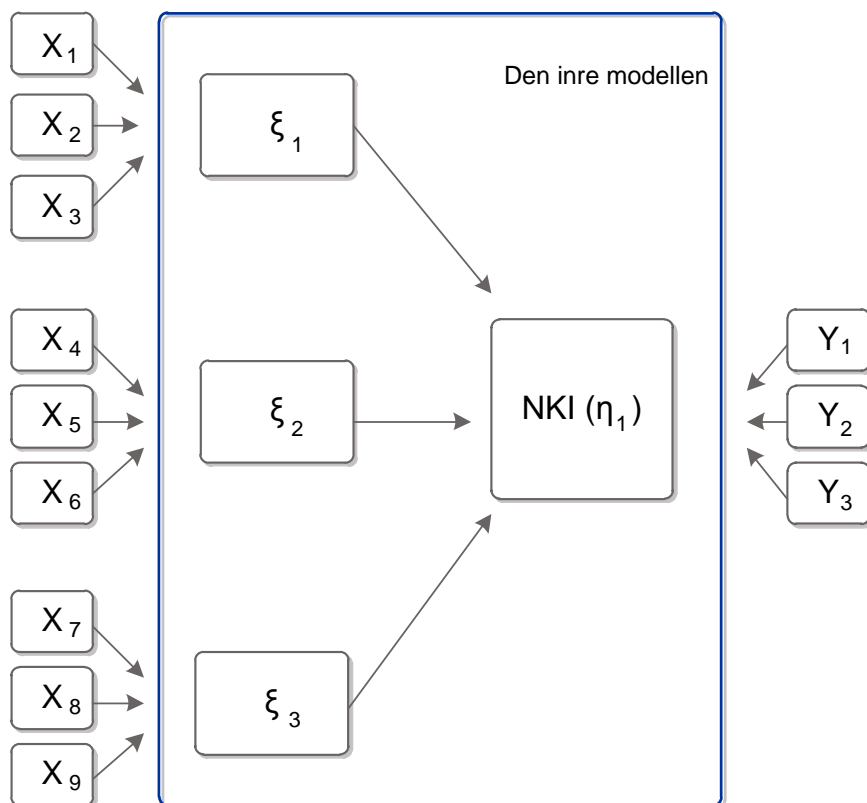 X₁
X₂
X₃
X₄
X₅
X₆
X₇
X₈
X₉
Den inre modellen
ξ₁
ξ₂
ξ₃
NKI (η₁)
Y₁
Y₂
Y₃